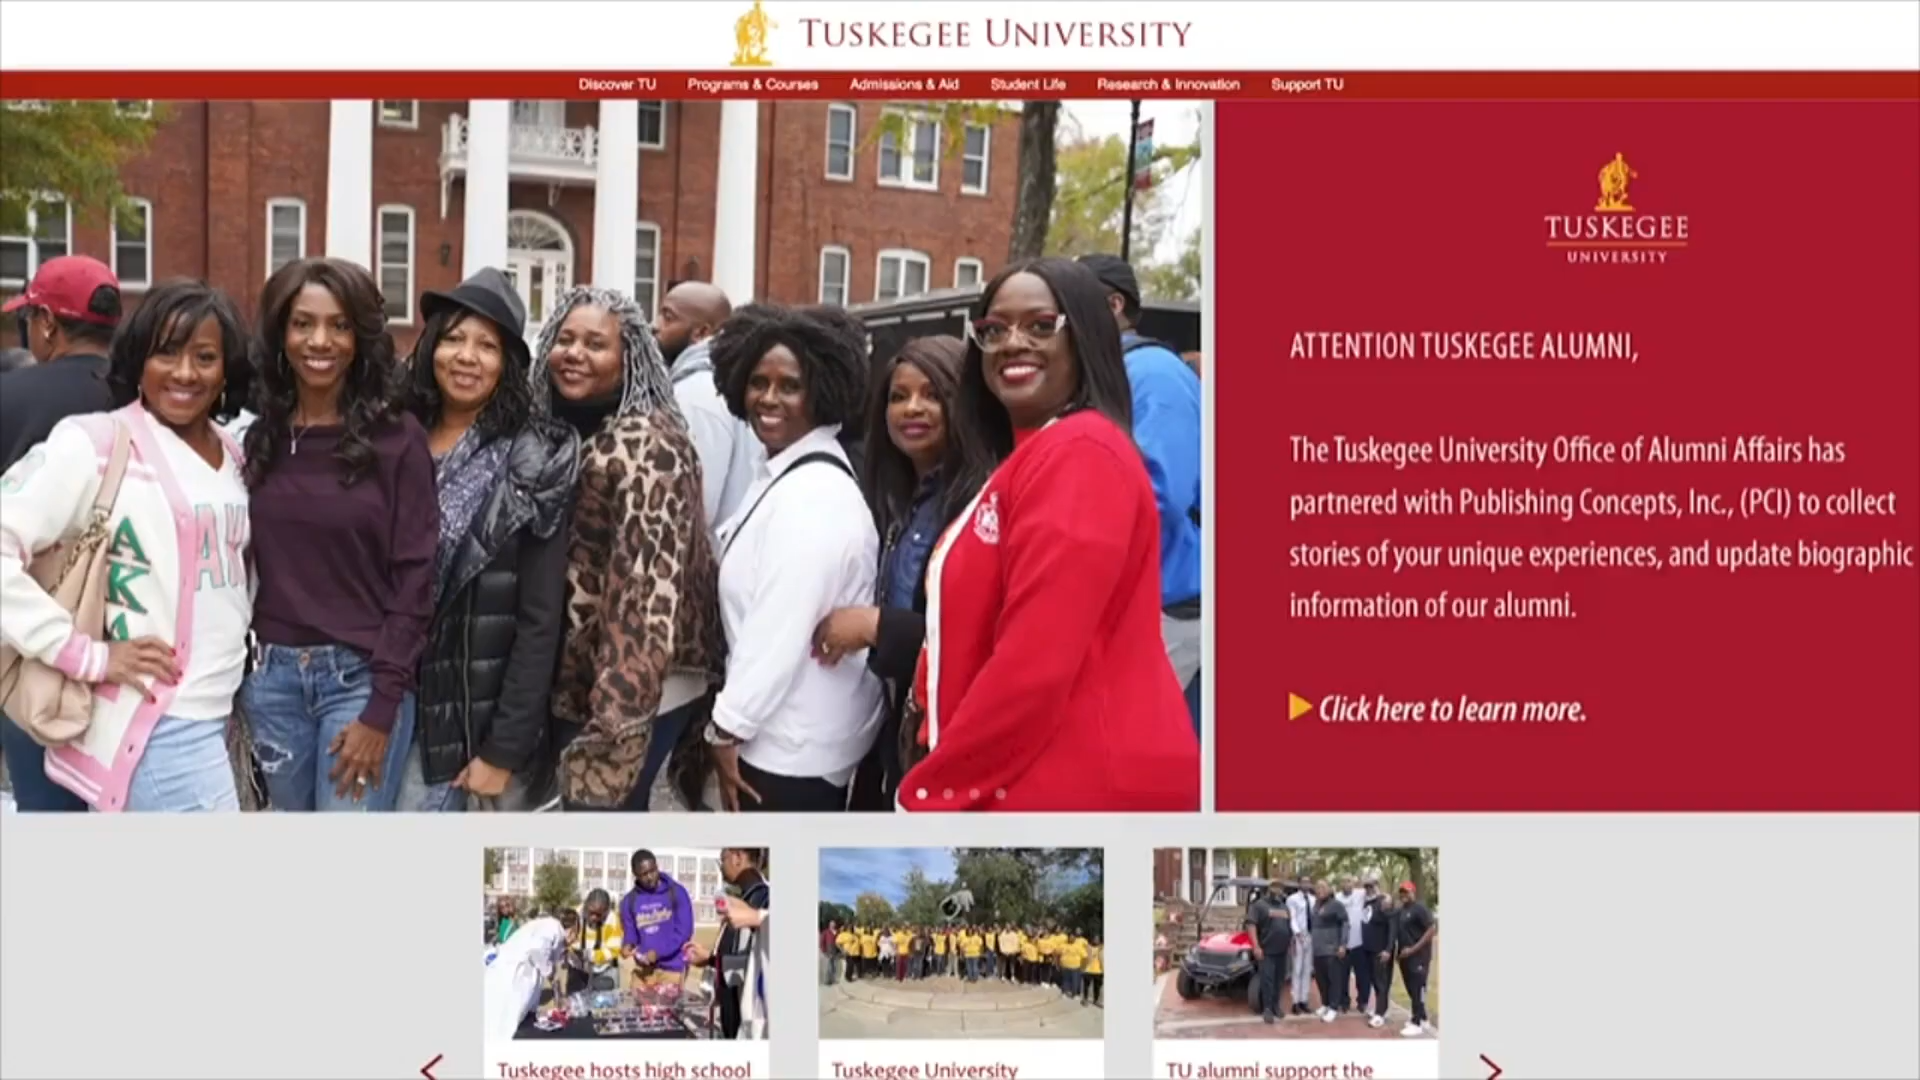 TUSKEGEE UNIVERSITY
Discover TU Programs & Courses Admissions & Aid Student Life Research & Innovation Support TU
TUSKEGEE
UNIVERSITY
ATTENTION TUSKEGEE ALUMNI,
The Tuskegee University Office of Alumni Affairs has
partnered with Publishing Concepts, Inc., (PCI) to collect
stories of your unique experiences, and update biographic
information of our alumni.
Click here to learn more.
AKA
AK
Tuskegee hosts high school
Tuskegee University
TU alumni support the